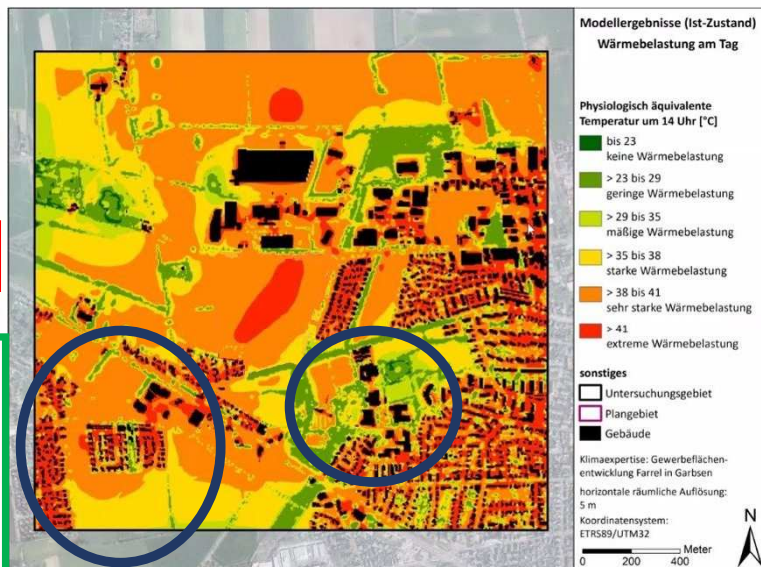 Modellergebnisse (Ist-Zustand)
Wärmebelastung am Tag
Physiologisch äquivalente
Temperatur um 14 Uhr [°C]
bis 23
keine Wärmebelastung
> 23 bis 29
geringe Wärmebelastung
> 29 bis 35
mäßige Wärmebelastung
> 35 bis 38
starke Wärmebelastung
> 38 bis 41
sehr starke Wärmebelastung
> 41
extreme Wärmebelastung
sonstiges
Untersuchungsgebiet
Plangebiet
Gebäude
Klimaexpertise: Gewerbeflächen-
entwicklung Farrel in Garbsen
horizontale räumliche Auflösung:
5 m
Koordinatensystem:
ETRS89/UTM32
N
Meter
0 200 400